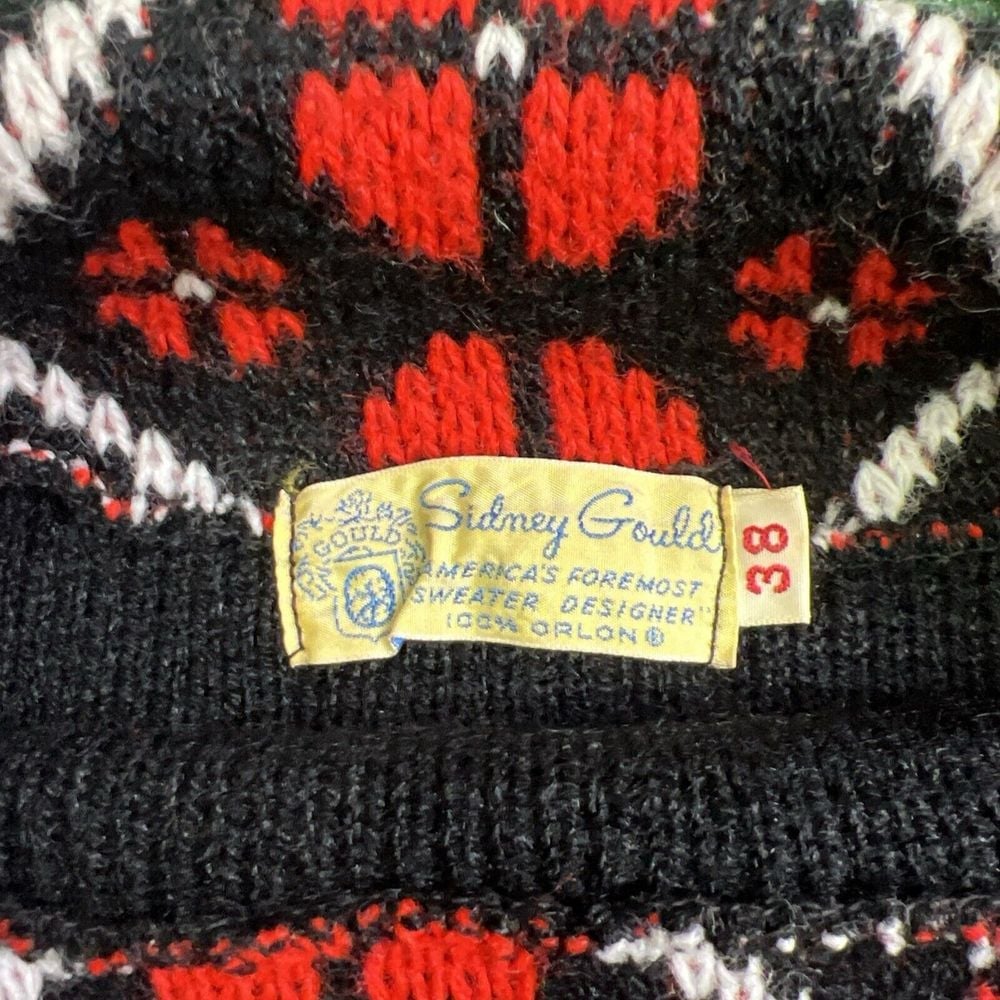 GOULD
Sidney Gould
AMERICA'S FOREMOST
SWEATER DESIGNER"
100% ORLON®
38